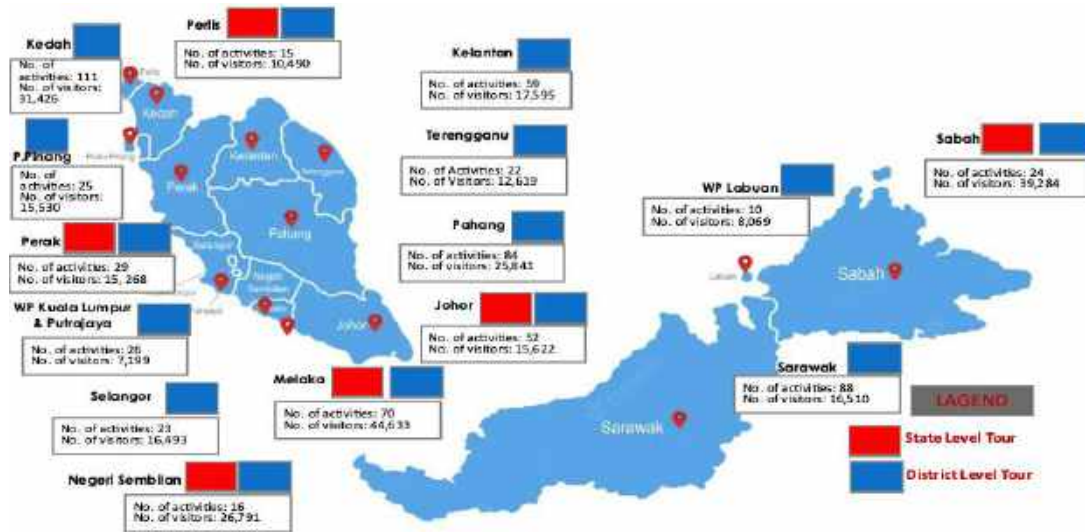 Perlis
No. of activities: 15
No. of visitors: 10,490
Kedah
No. of
activities: 111
No. of visitors:
31,426
Kelantan
No. of activities: 59
No. of visitors: 17,595
P.Pinang
No. of
activities: 25
No. of visitors:
15,530
Terengganu
No. of Activities: 22
No. of Visitors: 12,619
Sabah
No. of activities: 24
No. of visitors: 39,284
WP Labuan
No. of activities: 10
No. of visitors: 8,069
Pahang
No. of activities: 84
No. of visitors: 25,841
Perak
No. of activities: 29
No. of visitors: 15, 268
WP Kuala Lumpur
& Putrajaya
No. of activities: 26
No. of visitors: 7,199
Johor
No. of activities: 52
No. of visitors: 15,622
Melaka
No. of activities: 70
No. of visitors: 44,633
Selangor
No. of activities: 23
No. of visitors: 16,493
Negeri Sembilan
No. of activities: 16
No. of visitors: 26,791
Sarawak
No. of activities: 88
No. of visitors: 16,510
LAGEND
State Level Tour
District Level Tour
Perlis
Kedah
Pulau Pinang
Perak
Kelantan
Terengganu
Pahang
Selangor
Negeri
Sembilan
Johor
Labuan
Sabah
Sarawak